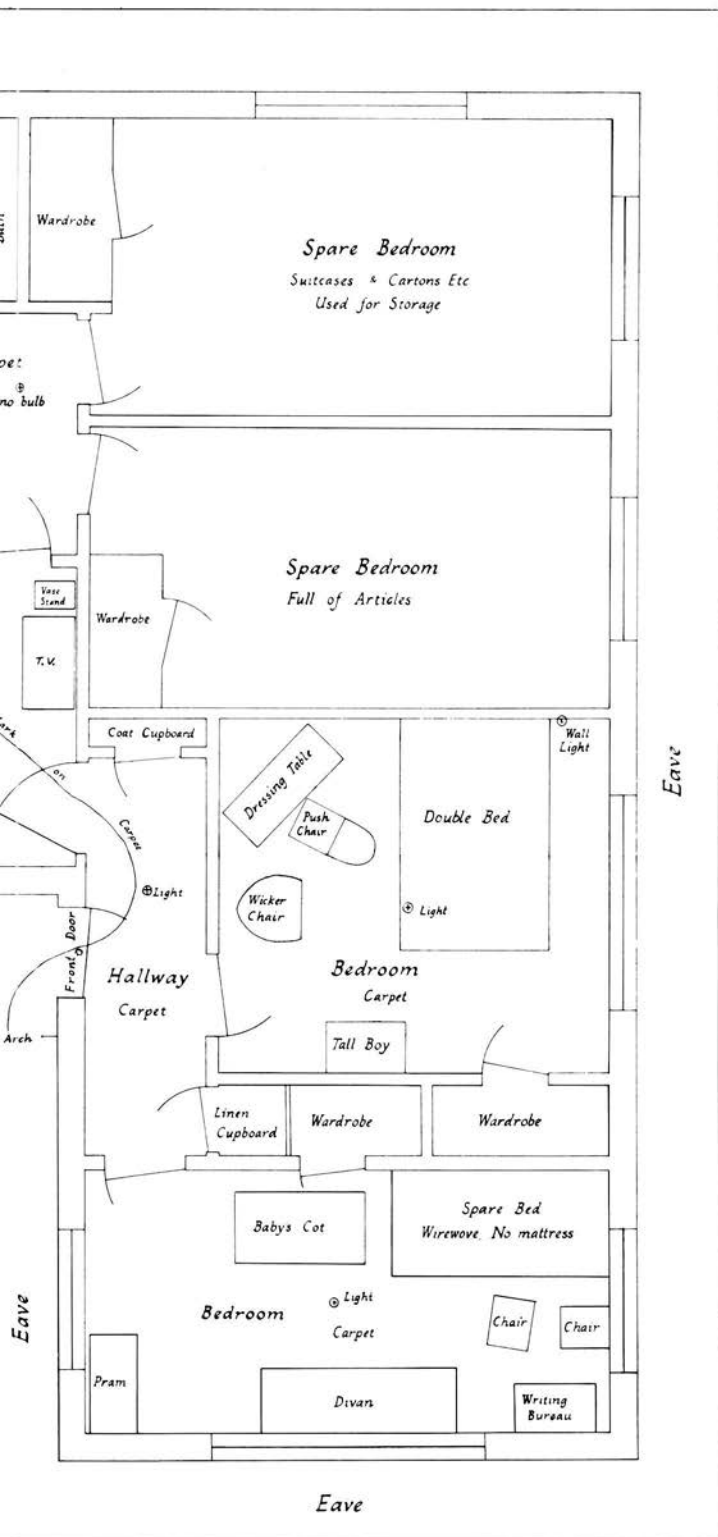 Wardrobe
Spare Bedroom
Suitcases & Cartons Etc
Used for Storage
no bulb
Spare Bedroom
Full of Articles
Vase
Stand
Wardrobe
T.V.
Coat Cupboard
Wall
Light
Dressing Table
Push
Chair
Double Bed
on
Carpet
Light
Wicker
Chair
Light
Front Door
Bedroom
Carpet
Hallway
Carpet
Arch
Tall Boy
Linen
Cupboard
Wardrobe
Wardrobe
Eave
Spare Bed
Wirewove. No mattress
Babys Cot
Light
Bedroom
Carpet
Chair
Chair
Eave
Pram
Divan
Writing
Bureau
Eave